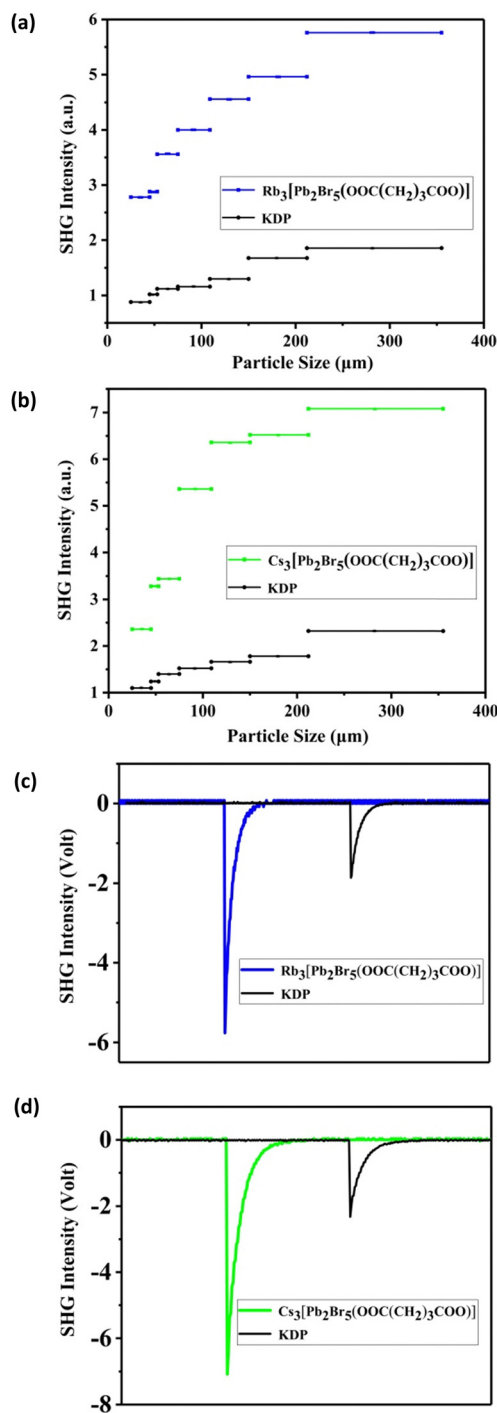 (a)
6
5
4
3
2
1
SHG Intensity (a.u.)
Rb₃[Pb₂Br₅(OOC(CH₂)₃COO)]
KDP
0 100 200 300 400
Particle Size (µm)
(b)
7
6
5
4
3
2
1
SHG Intensity (a.u.)
Cs₃[Pb₂Br₅(OOC(CH₂)₃COO)]
KDP
0 100 200 300 400
Particle Size (µm)
(c)
0
-2
-4
-6
SHG Intensity (Volt)
Rb₃[Pb₂Br₅(OOC(CH₂)₃COO)]
KDP
(d)
0
-2
-4
-6
-8
SHG Intensity (Volt)
Cs₃[Pb₂Br₅(OOC(CH₂)₃COO)]
KDP